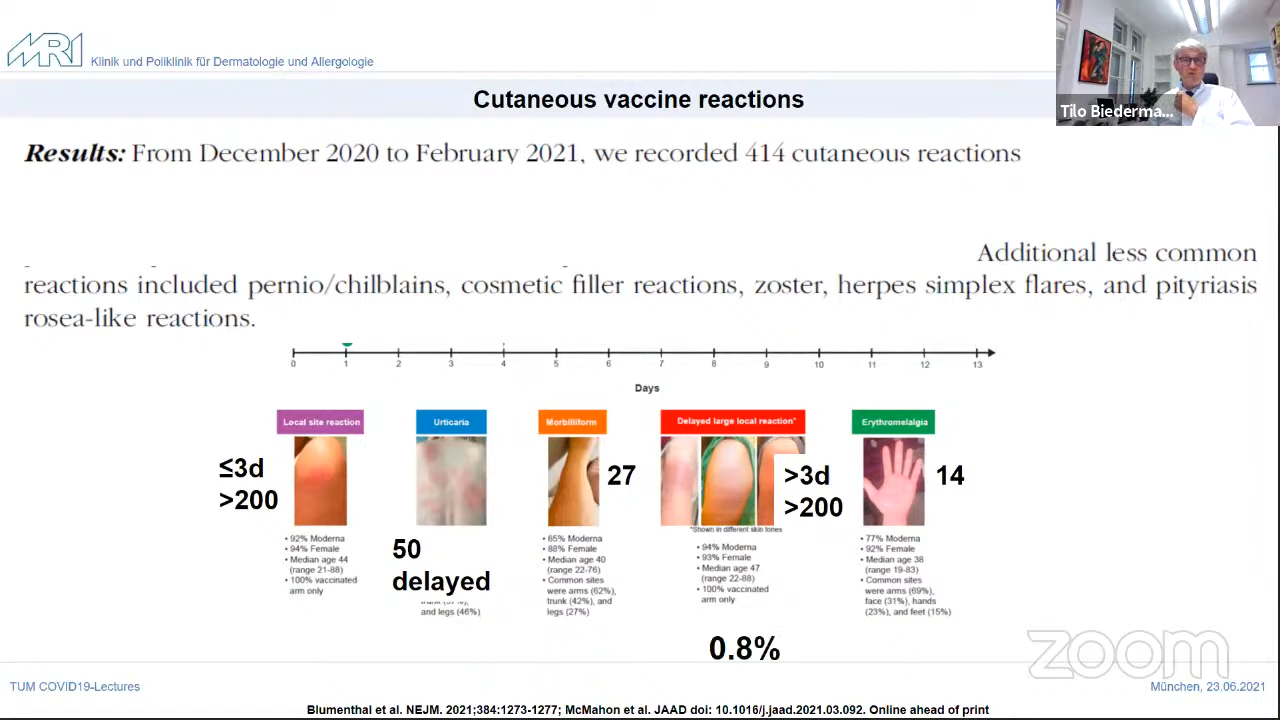 MRI
Klinik und Poliklinik für Dermatologie und Allergologie
Cutaneous vaccine reactions
Tilo Biederma...
Results: From December 2020 to February 2021, we recorded 414 cutaneous reactions
Additional less common
reactions included pernio/chilblains, cosmetic filler reactions, zoster, herpes simplex flares, and pityriasis
rosea-like reactions.
0 1 2 3 4 5 6 7 8 9 10 11 12 13
Days
Local site reaction
≤3d
>200
• 92% Moderna
• 94% Female
• Median age 44
(range 21-88)
• 100% vaccinated
arm only
Urticaria
50
delayed
and legs (46%)
Morbilliform
27
• 65% Moderna
• 88% Female
• Median age 40
(range 22-76)
• Common sites
were arms (62%),
trunk (42%), and
legs (27%)
Delayed large local reaction*
>3d
>200
*Shown in different skin tones
• 94% Moderna
• 93% Female
• Median age 47
(range 22-88)
• 100% vaccinated
arm only
0.8%
Erythromelalgia
14
• 77% Moderna
• 92% Female
• Median age 38
(range 19-83)
• Common sites
were arms (69%),
face (31%), hands
(23%), and feet (15%)
zoom
TUM COVID19-Lectures
München, 23.06.2021
Blumenthal et al. NEJM. 2021;384:1273-1277; McMahon et al. JAAD doi: 10.1016/j.jaad.2021.03.092. Online ahead of print